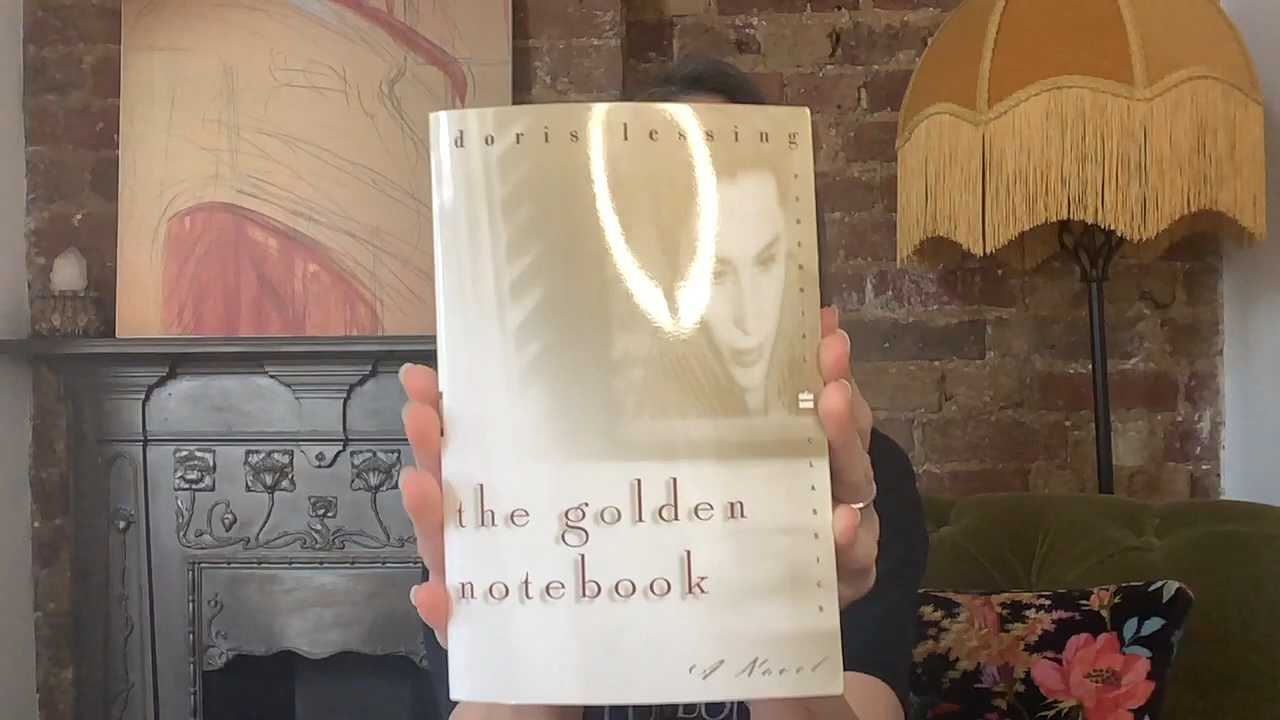 doris lessing
PERENNIAL
CLASSICS
the golden
notebook
A Novel